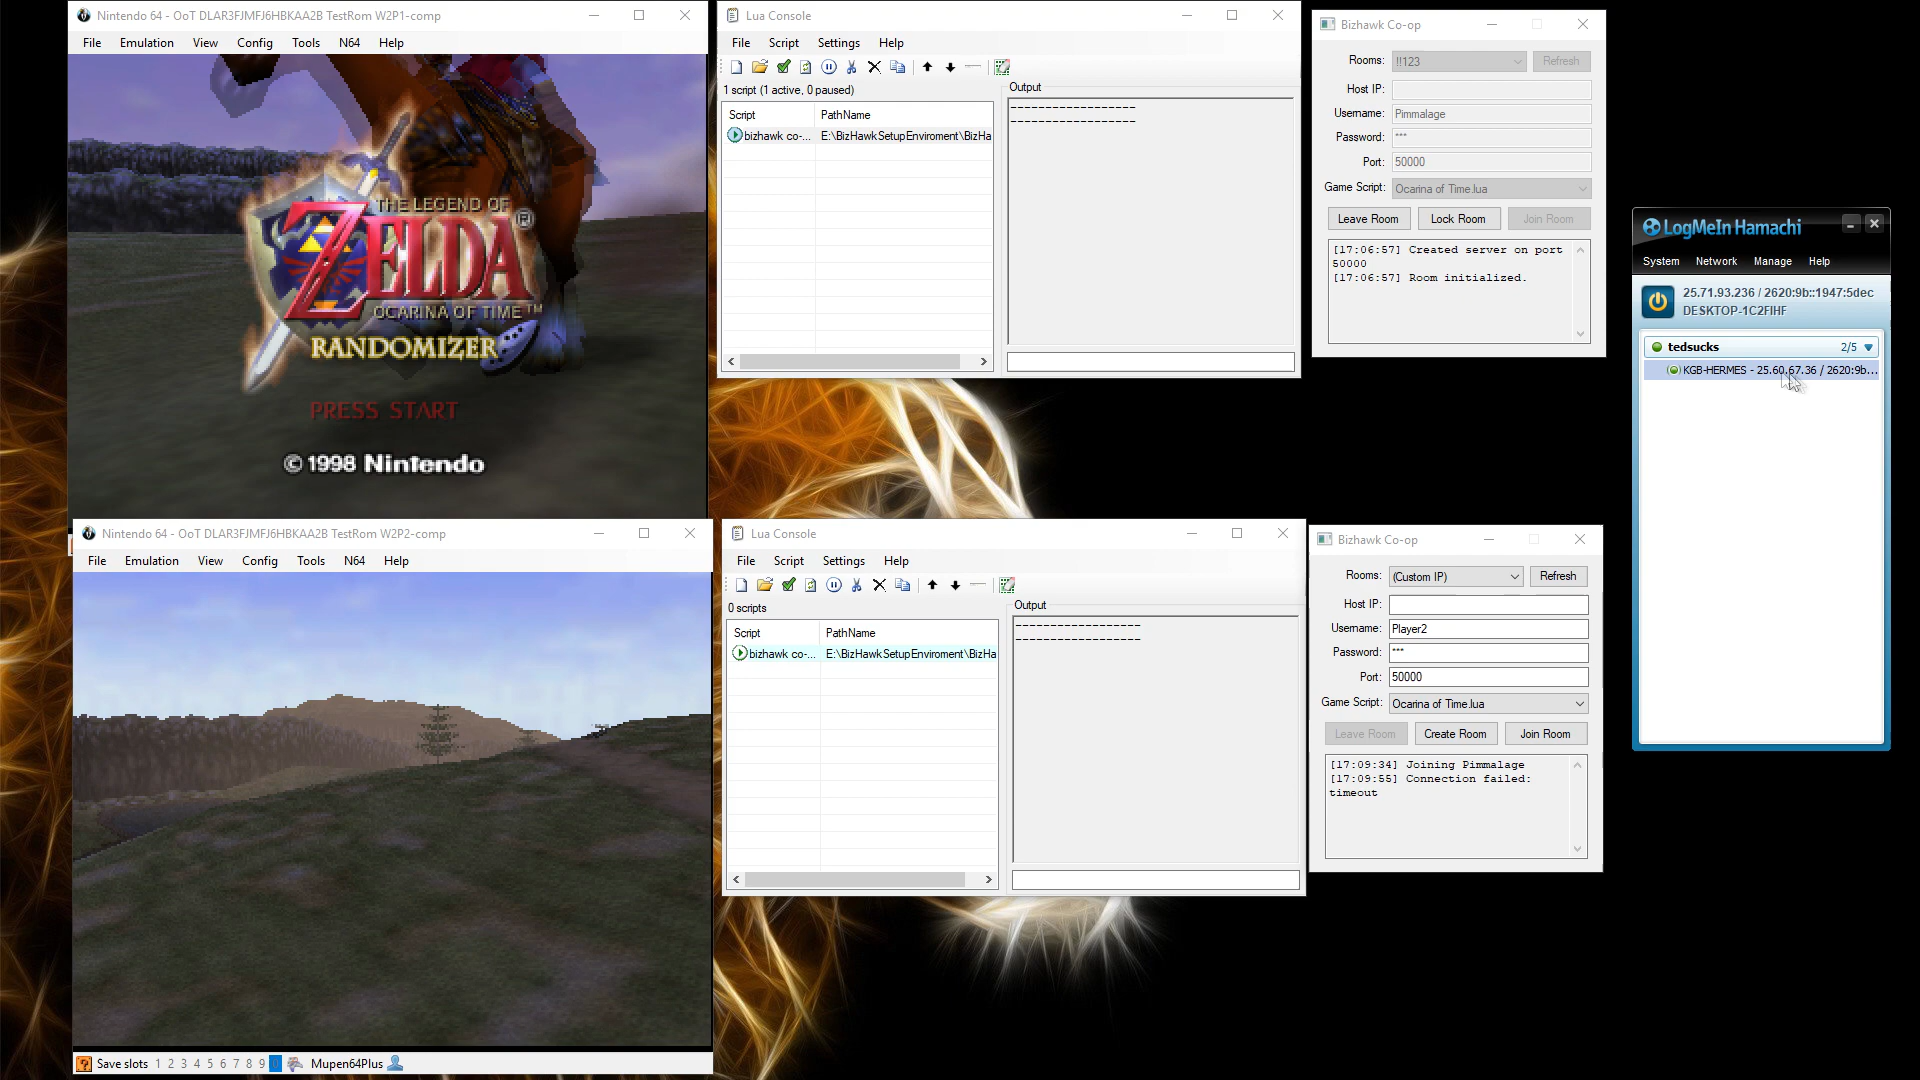 Nintendo 64 - OoT DLAR3FJMFJ6HBKAA2B TestRom W2P1-comp
File Emulation View Config Tools N64 Help
THE LEGEND OF
ZELDA®
OCARINA OF TIME™
RANDOMIZER
PRESS START
© 1998 Nintendo
Lua Console
File Script Settings Help
1 script (1 active, 0 paused)
Script PathName
bizhawk co-... E:\BizHawkSetupEnviroment\BizHa
Output
-------------------
-------------------
Bizhawk Co-op
Rooms: !!123 Refresh
Host IP:
Username: Pimmalage
Password: ***
Port: 50000
Game Script: Ocarina of Time.lua
Leave Room Lock Room Join Room
[17:06:57] Created server on port
50000
[17:06:57] Room initialized.
LogMeIn Hamachi
System Network Manage Help
25.71.93.236 / 2620:9b::1947:5dec
DESKTOP-1C2FIHF
tedsucks 2/5
KGB-HERMES - 25.60.67.36 / 2620:9b...
Nintendo 64 - OoT DLAR3FJMFJ6HBKAA2B TestRom W2P2-comp
File Emulation View Config Tools N64 Help
Save slots 1 2 3 4 5 6 7 8 9 0 Mupen64Plus
Lua Console
File Script Settings Help
0 scripts
Script PathName
bizhawk co-... E:\BizHawkSetupEnviroment\BizHa
Output
-------------------
-------------------
Bizhawk Co-op
Rooms: (Custom IP) Refresh
Host IP:
Username: Player2
Password: ***
Port: 50000
Game Script: Ocarina of Time.lua
Leave Room Create Room Join Room
[17:09:34] Joining Pimmalage
[17:09:55] Connection failed:
timeout